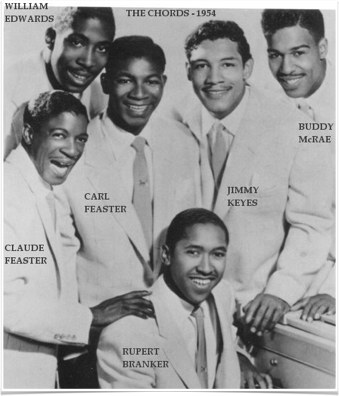 WILLIAM
EDWARDS
THE CHORDS - 1954
BUDDY
McRAE
CARL
FEASTER
JIMMY
KEYES
CLAUDE
FEASTER
RUPERT
BRANKER